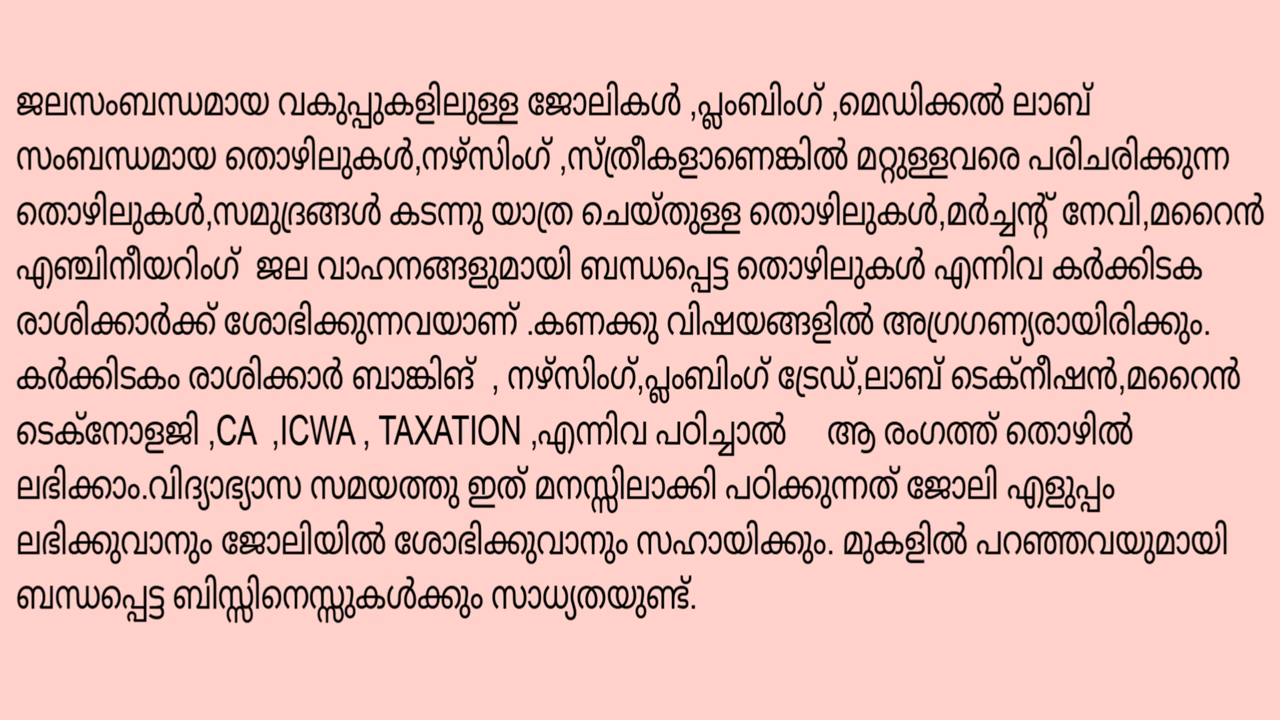 ജലസംബന്ധമായ വകുപ്പുകളിലുള്ള ജോലികൾ ,പ്ലംബിംഗ് ,മെഡിക്കൽ ലാബ്
സംബന്ധമായ തൊഴിലുകൾ,നഴ്സിംഗ് ,സ്ത്രീകളാണെങ്കിൽ മറ്റുള്ളവരെ പരിചരിക്കുന്ന
തൊഴിലുകൾ,സമുദ്രങ്ങൾ കടന്നു യാത്ര ചെയ്തുള്ള തൊഴിലുകൾ,മർച്ചന്റ് നേവി,മറൈൻ
എഞ്ചിനീയറിംഗ്  ജല വാഹനങ്ങളുമായി ബന്ധപ്പെട്ട തൊഴിലുകൾ എന്നിവ കർക്കിടക
രാശിക്കാർക്ക് ശോഭിക്കുന്നവയാണ് .കണക്കു വിഷയങ്ങളിൽ അഗ്രഗണ്യരായിരിക്കും.
കർക്കിടകം രാശിക്കാർ ബാങ്കിങ്  , നഴ്സിംഗ്,പ്ലംബിംഗ് ട്രേഡ്,ലാബ് ടെക്നീഷൻ,മറൈൻ
ടെക്നോളജി ,CA  ,ICWA , TAXATION ,എന്നിവ പഠിച്ചാൽ    ആ രംഗത്ത് തൊഴിൽ
ലഭിക്കാം.വിദ്യാഭ്യാസ സമയത്തു ഇത് മനസ്സിലാക്കി പഠിക്കുന്നത് ജോലി എളുപ്പം
ലഭിക്കുവാനും ജോലിയിൽ ശോഭിക്കുവാനും സഹായിക്കും. മുകളിൽ പറഞ്ഞവയുമായി
ബന്ധപ്പെട്ട ബിസ്സിനെസ്സുകൾക്കും സാധ്യതയുണ്ട്.